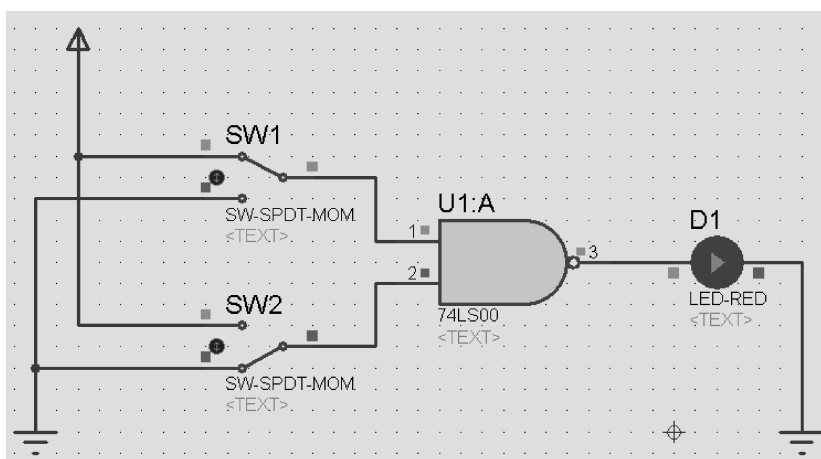 SW1
SW-SPDT-MOM
<TEXT>
U1:A
1
2
3
74LS00
<TEXT>
D1
LED-RED
<TEXT>
SW2
SW-SPDT-MOM
<TEXT>